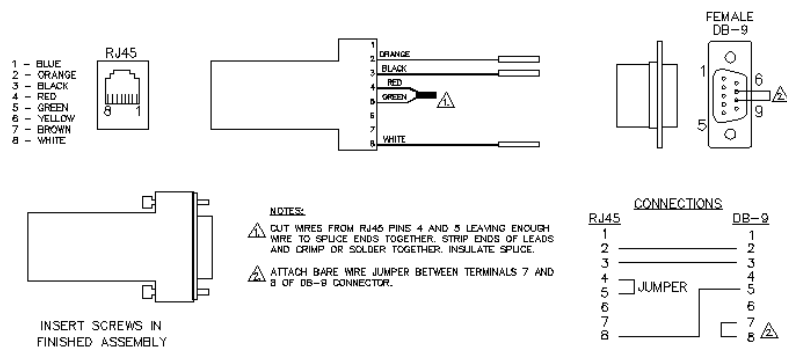 RJ45
1 - BLUE
2 - ORANGE
3 - BLACK
4 - RED
5 - GREEN
6 - YELLOW
7 - BROWN
8 - WHITE
8 1
1
2
3
4
5
6
7
8
ORANGE
BLACK
RED
GREEN
WHITE
1.
FEMALE
DB-9
1
6
2.
9
5
INSERT SCREWS IN
FINISHED ASSEMBLY
NOTES:
1. CUT WIRES FROM RJ45 PINS 4 AND 5 LEAVING ENOUGH
WIRE TO SPLICE ENDS TOGETHER. STRIP ENDS OF LEADS
AND CRIMP OR SOLDER TOGETHER. INSULATE SPLICE.
2. ATTACH BARE WIRE JUMPER BETWEEN TERMINALS 7 AND
8 OF DB-9 CONNECTOR.
CONNECTIONS
RJ45 DB-9
1 1
2 2
3 3
4 4
5 JUMPER 5
6 6
7 7
8 8 2.